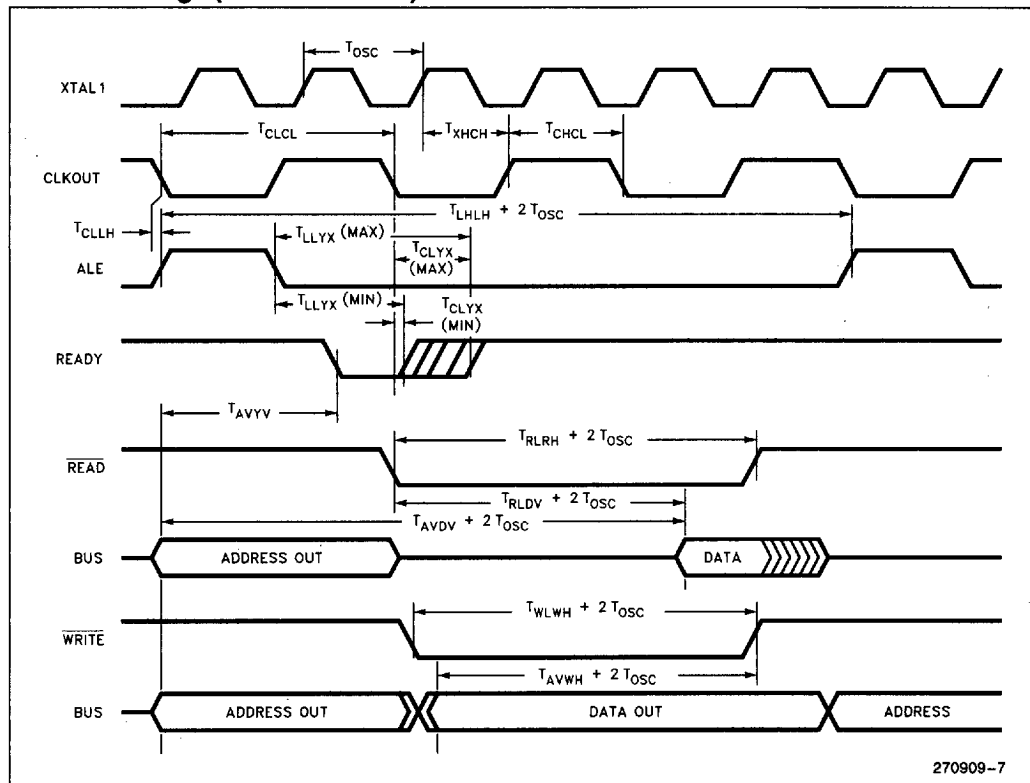 T_OSC
XTAL1
T_CLCL
T_XHCH
T_CHCL
CLKOUT
T_LHLH + 2 T_OSC
T_CLLH
T_LLYX (MAX)
T_CLYX
(MAX)
ALE
T_LLYX (MIN)
T_CLYX
(MIN)
READY
T_AVYV
T_RLRH + 2 T_OSC
READ
T_RLDV + 2 T_OSC
T_AVDV + 2 T_OSC
BUS
ADDRESS OUT
DATA
T_WLWH + 2 T_OSC
WRITE
T_AVWH + 2 T_OSC
BUS
ADDRESS OUT
DATA OUT
ADDRESS
270909-7